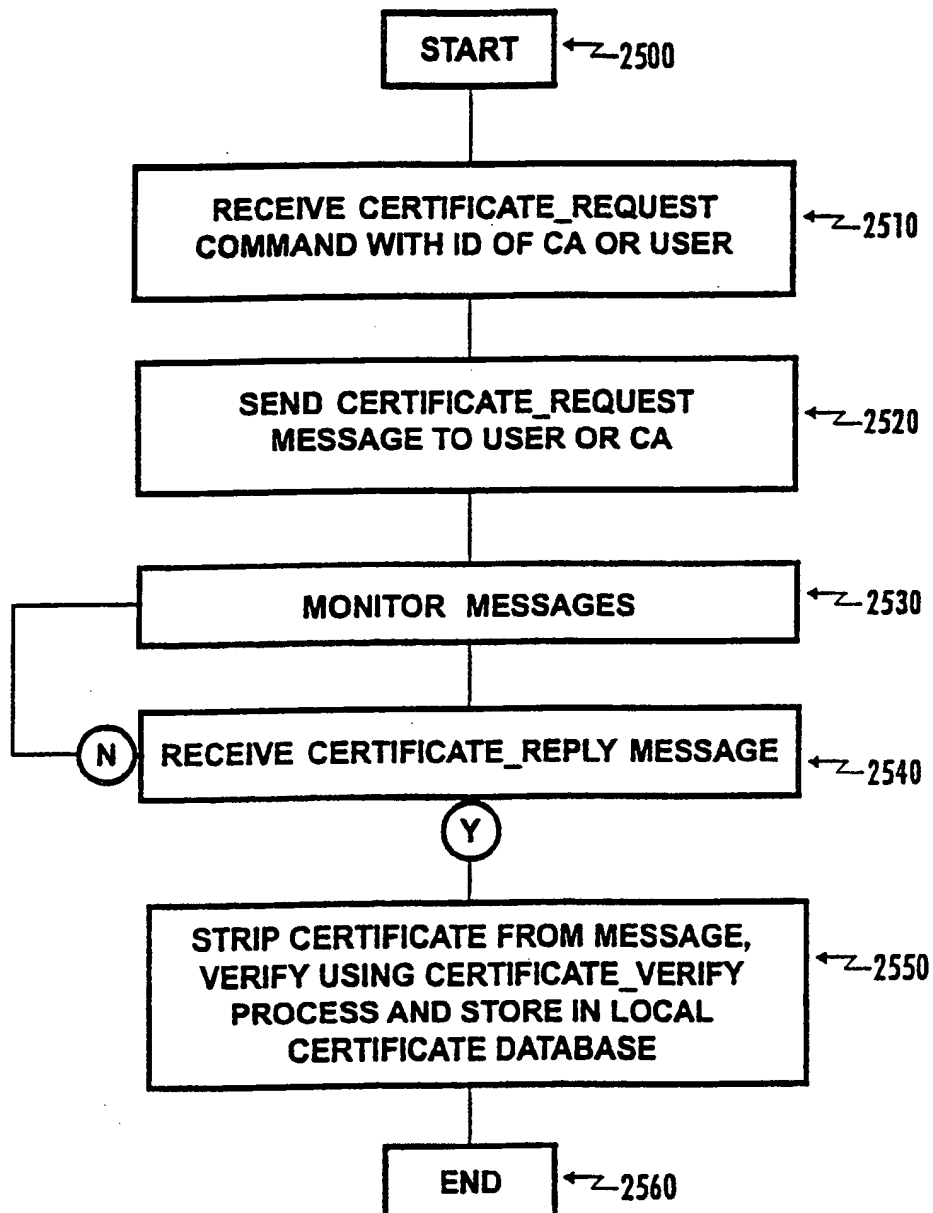 START
2500
RECEIVE CERTIFICATE_REQUEST
COMMAND WITH ID OF CA OR USER
2510
SEND CERTIFICATE_REQUEST
MESSAGE TO USER OR CA
2520
MONITOR MESSAGES
2530
N
RECEIVE CERTIFICATE_REPLY MESSAGE
2540
Y
STRIP CERTIFICATE FROM MESSAGE,
VERIFY USING CERTIFICATE_VERIFY
PROCESS AND STORE IN LOCAL
CERTIFICATE DATABASE
2550
END
2560